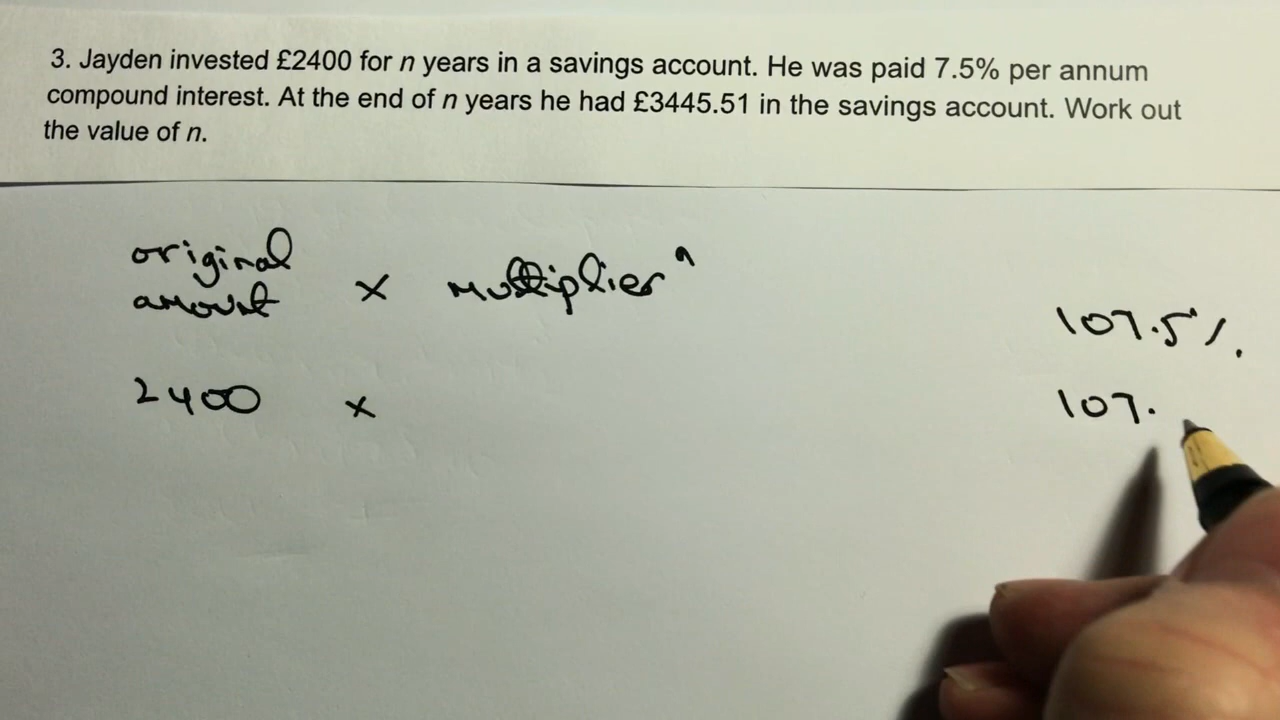 3. Jayden invested £2400 for n years in a savings account. He was paid 7.5% per annum
compound interest. At the end of n years he had £3445.51 in the savings account. Work out
the value of n.
original
amount × multiplier^n
107.5%
2400 ×
107.